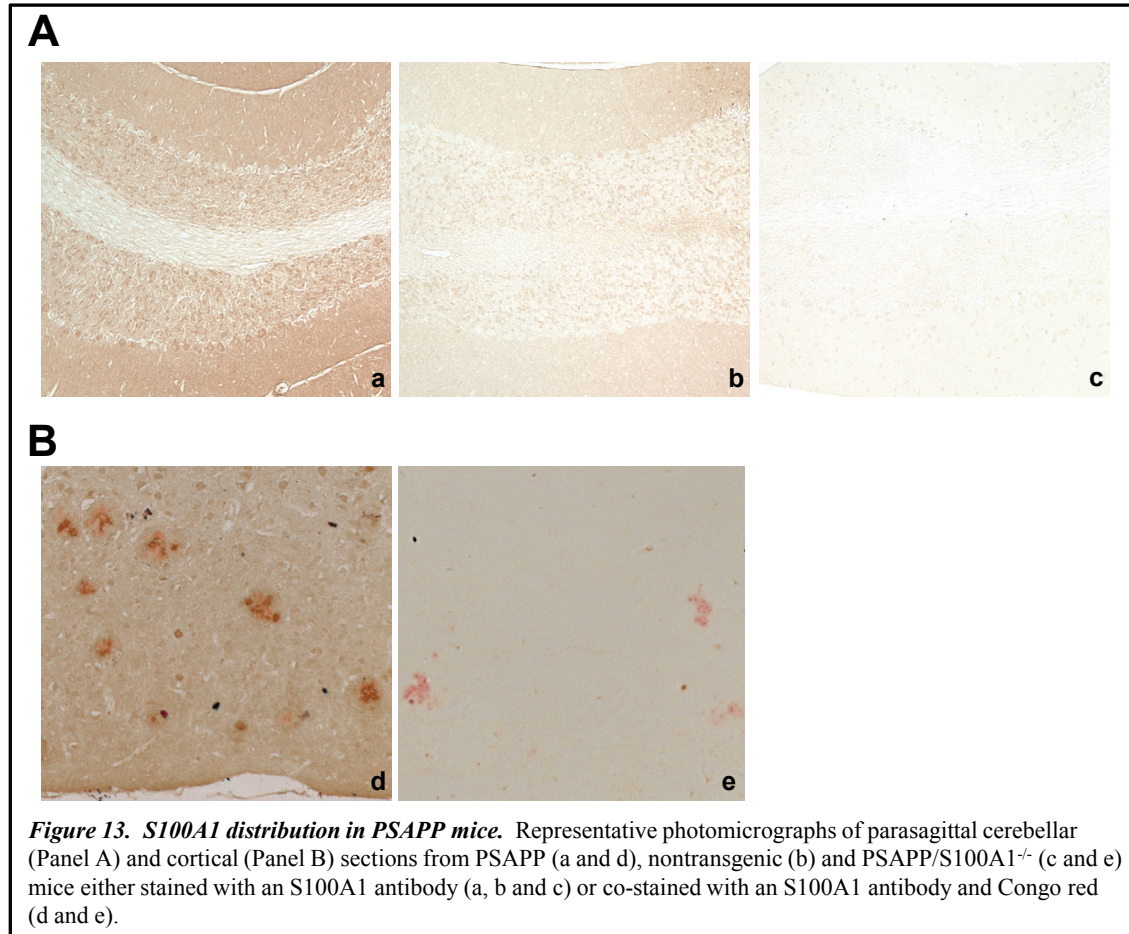 A
a
b
c
B
d
e
Figure 13. S100A1 distribution in PSAPP mice. Representative photomicrographs of parasagittal cerebellar
(Panel A) and cortical (Panel B) sections from PSAPP (a and d), nontransgenic (b) and PSAPP/S100A1-/- (c and e)
mice either stained with an S100A1 antibody (a, b and c) or co-stained with an S100A1 antibody and Congo red
(d and e).